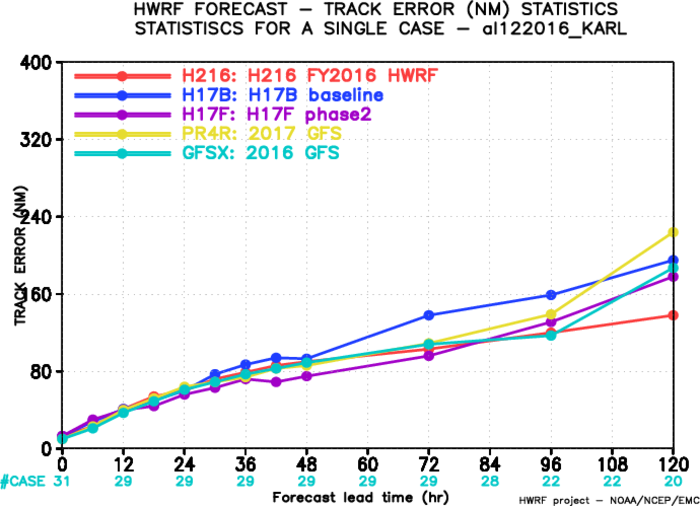 HWRF FORECAST – TRACK ERROR (NM) STATISTICS
STATISTISCS FOR A SINGLE CASE – al122016_KARL
H216: H216 FY2016 HWRF
H17B: H17B baseline
H17F: H17F phase2
PR4R: 2017 GFS
GFSX: 2016 GFS
TRACK ERROR (NM)
400
320
240
160
80
0
0 12 24 36 48 60 72 84 96 108 120
#CASE 31 29 29 29 29 29 29 28 22 22 20
Forecast lead time (hr)
HWRF project – NOAA/NCEP/EMC